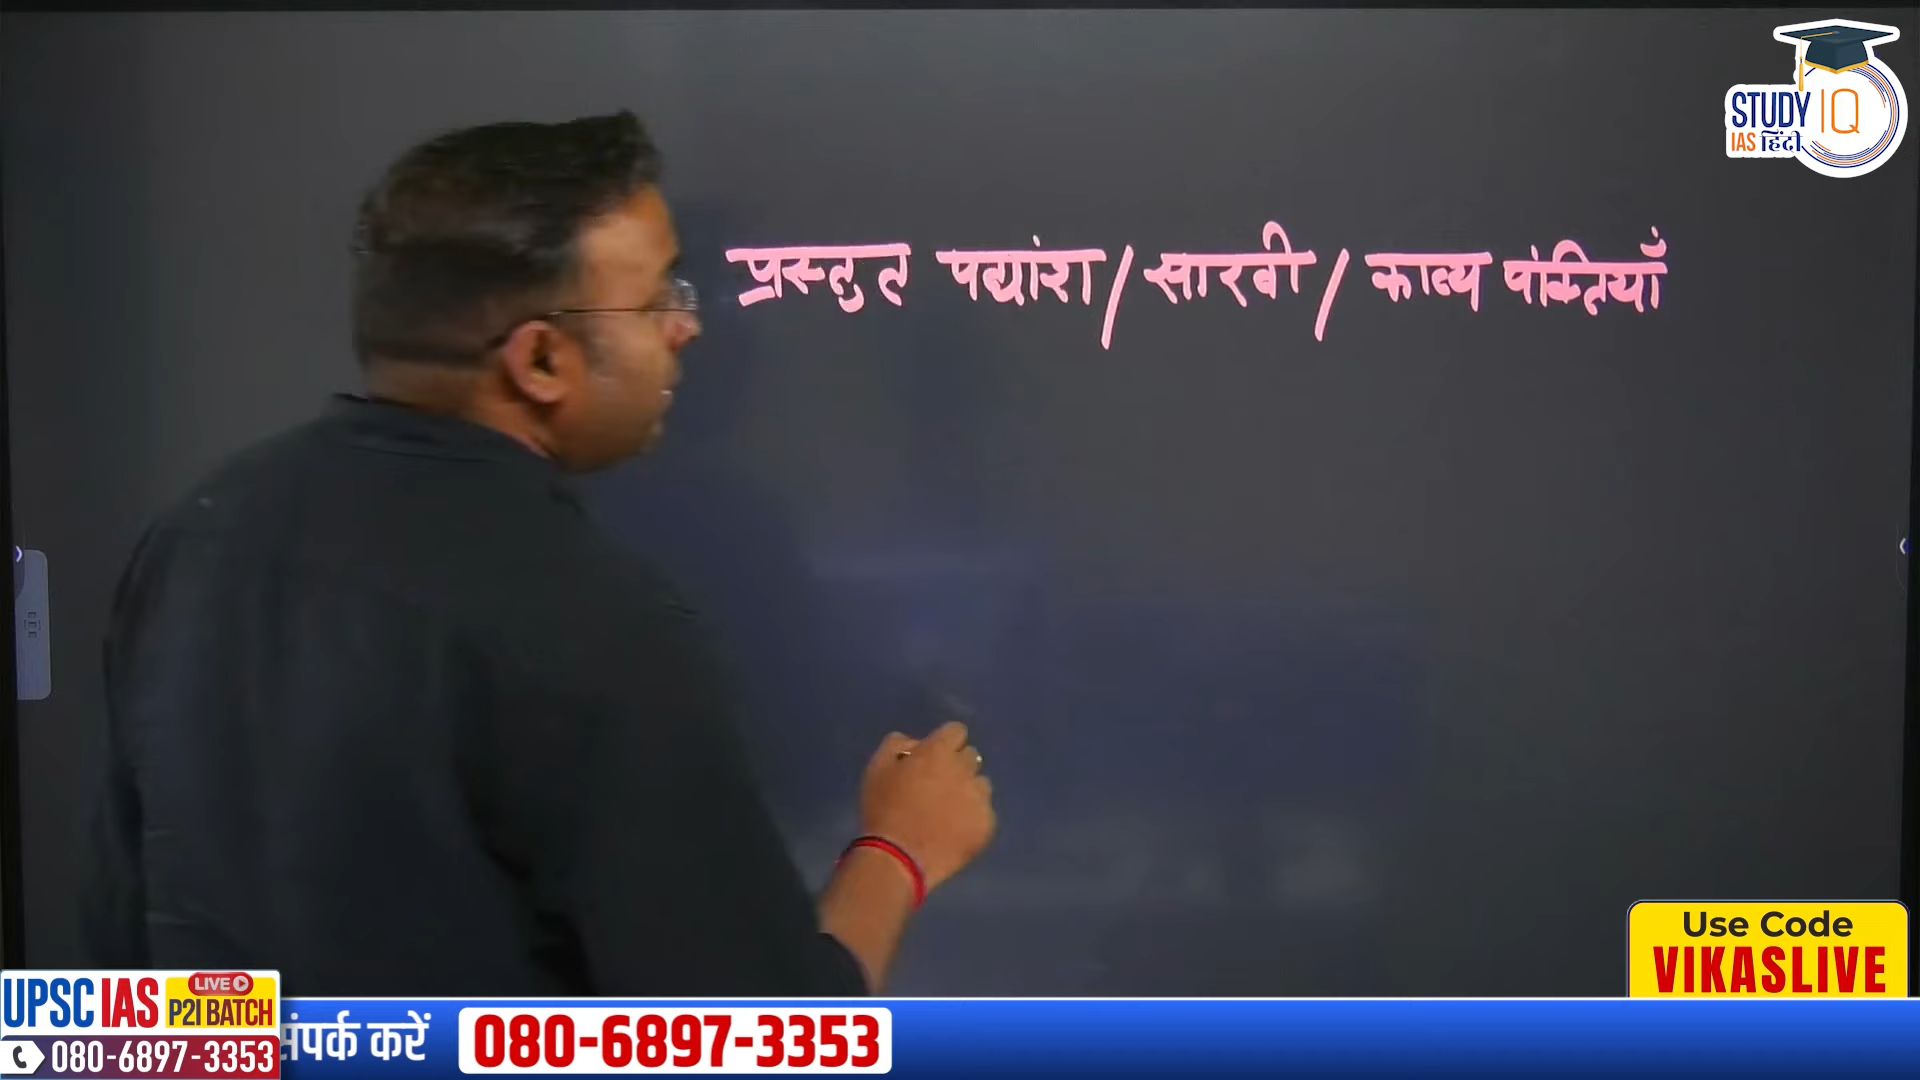 STUDY IQ
IAS हिंदी
प्रस्तुत पद्यांश / साखी / काव्य पंक्तियाँ
Use Code
VIKASLIVE
UPSC IAS
LIVE
P2I BATCH
080-6897-3353
संपर्क करें
080-6897-3353